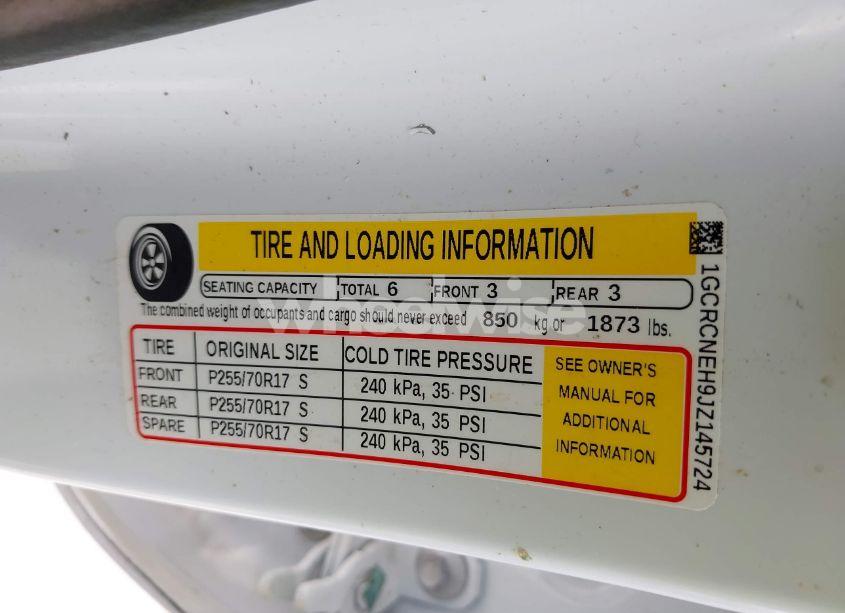 TIRE AND LOADING INFORMATION
SEATING CAPACITY TOTAL 6 FRONT 3 REAR 3
The combined weight of occupants and cargo should never exceed 850 kg or 1873 lbs.
TIRE ORIGINAL SIZE COLD TIRE PRESSURE
FRONT P255/70R17 S 240 kPa, 35 PSI
REAR P255/70R17 S 240 kPa, 35 PSI
SPARE P255/70R17 S 240 kPa, 35 PSI
SEE OWNER'S
MANUAL FOR
ADDITIONAL
INFORMATION
1GCRCNEH9JZ145724
wheelwise